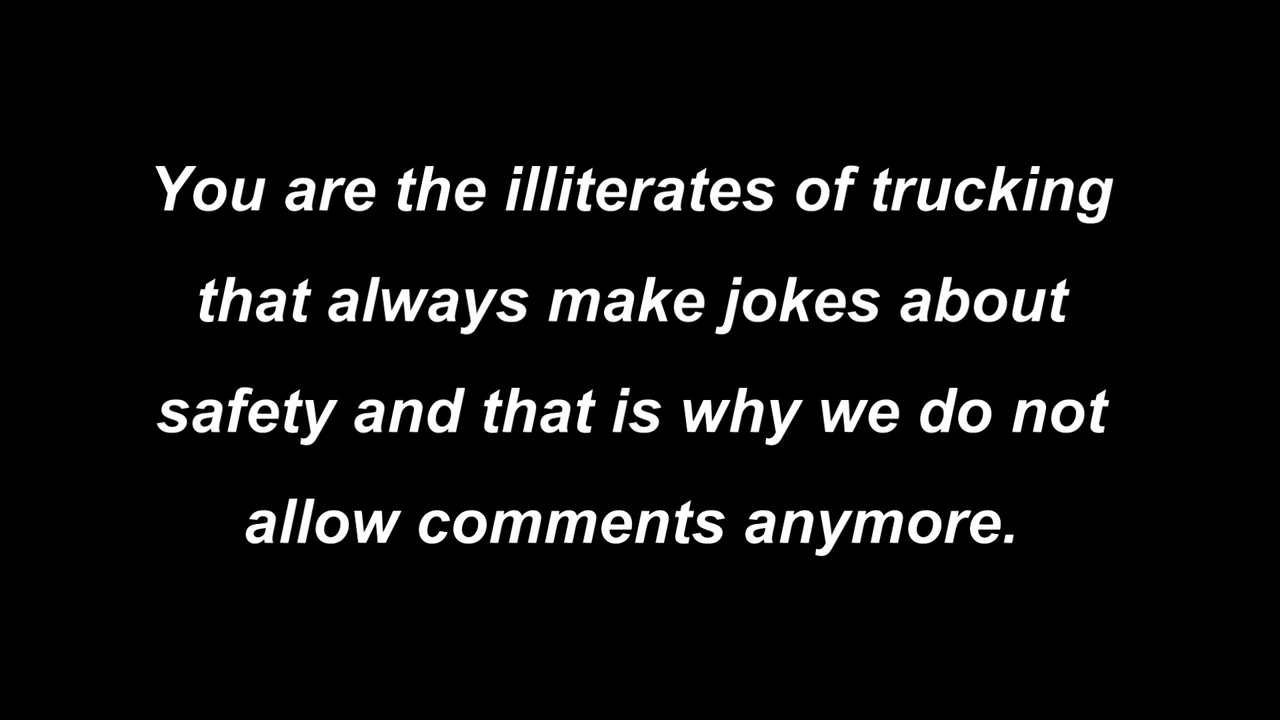 You are the illiterates of trucking
that always make jokes about
safety and that is why we do not
allow comments anymore.